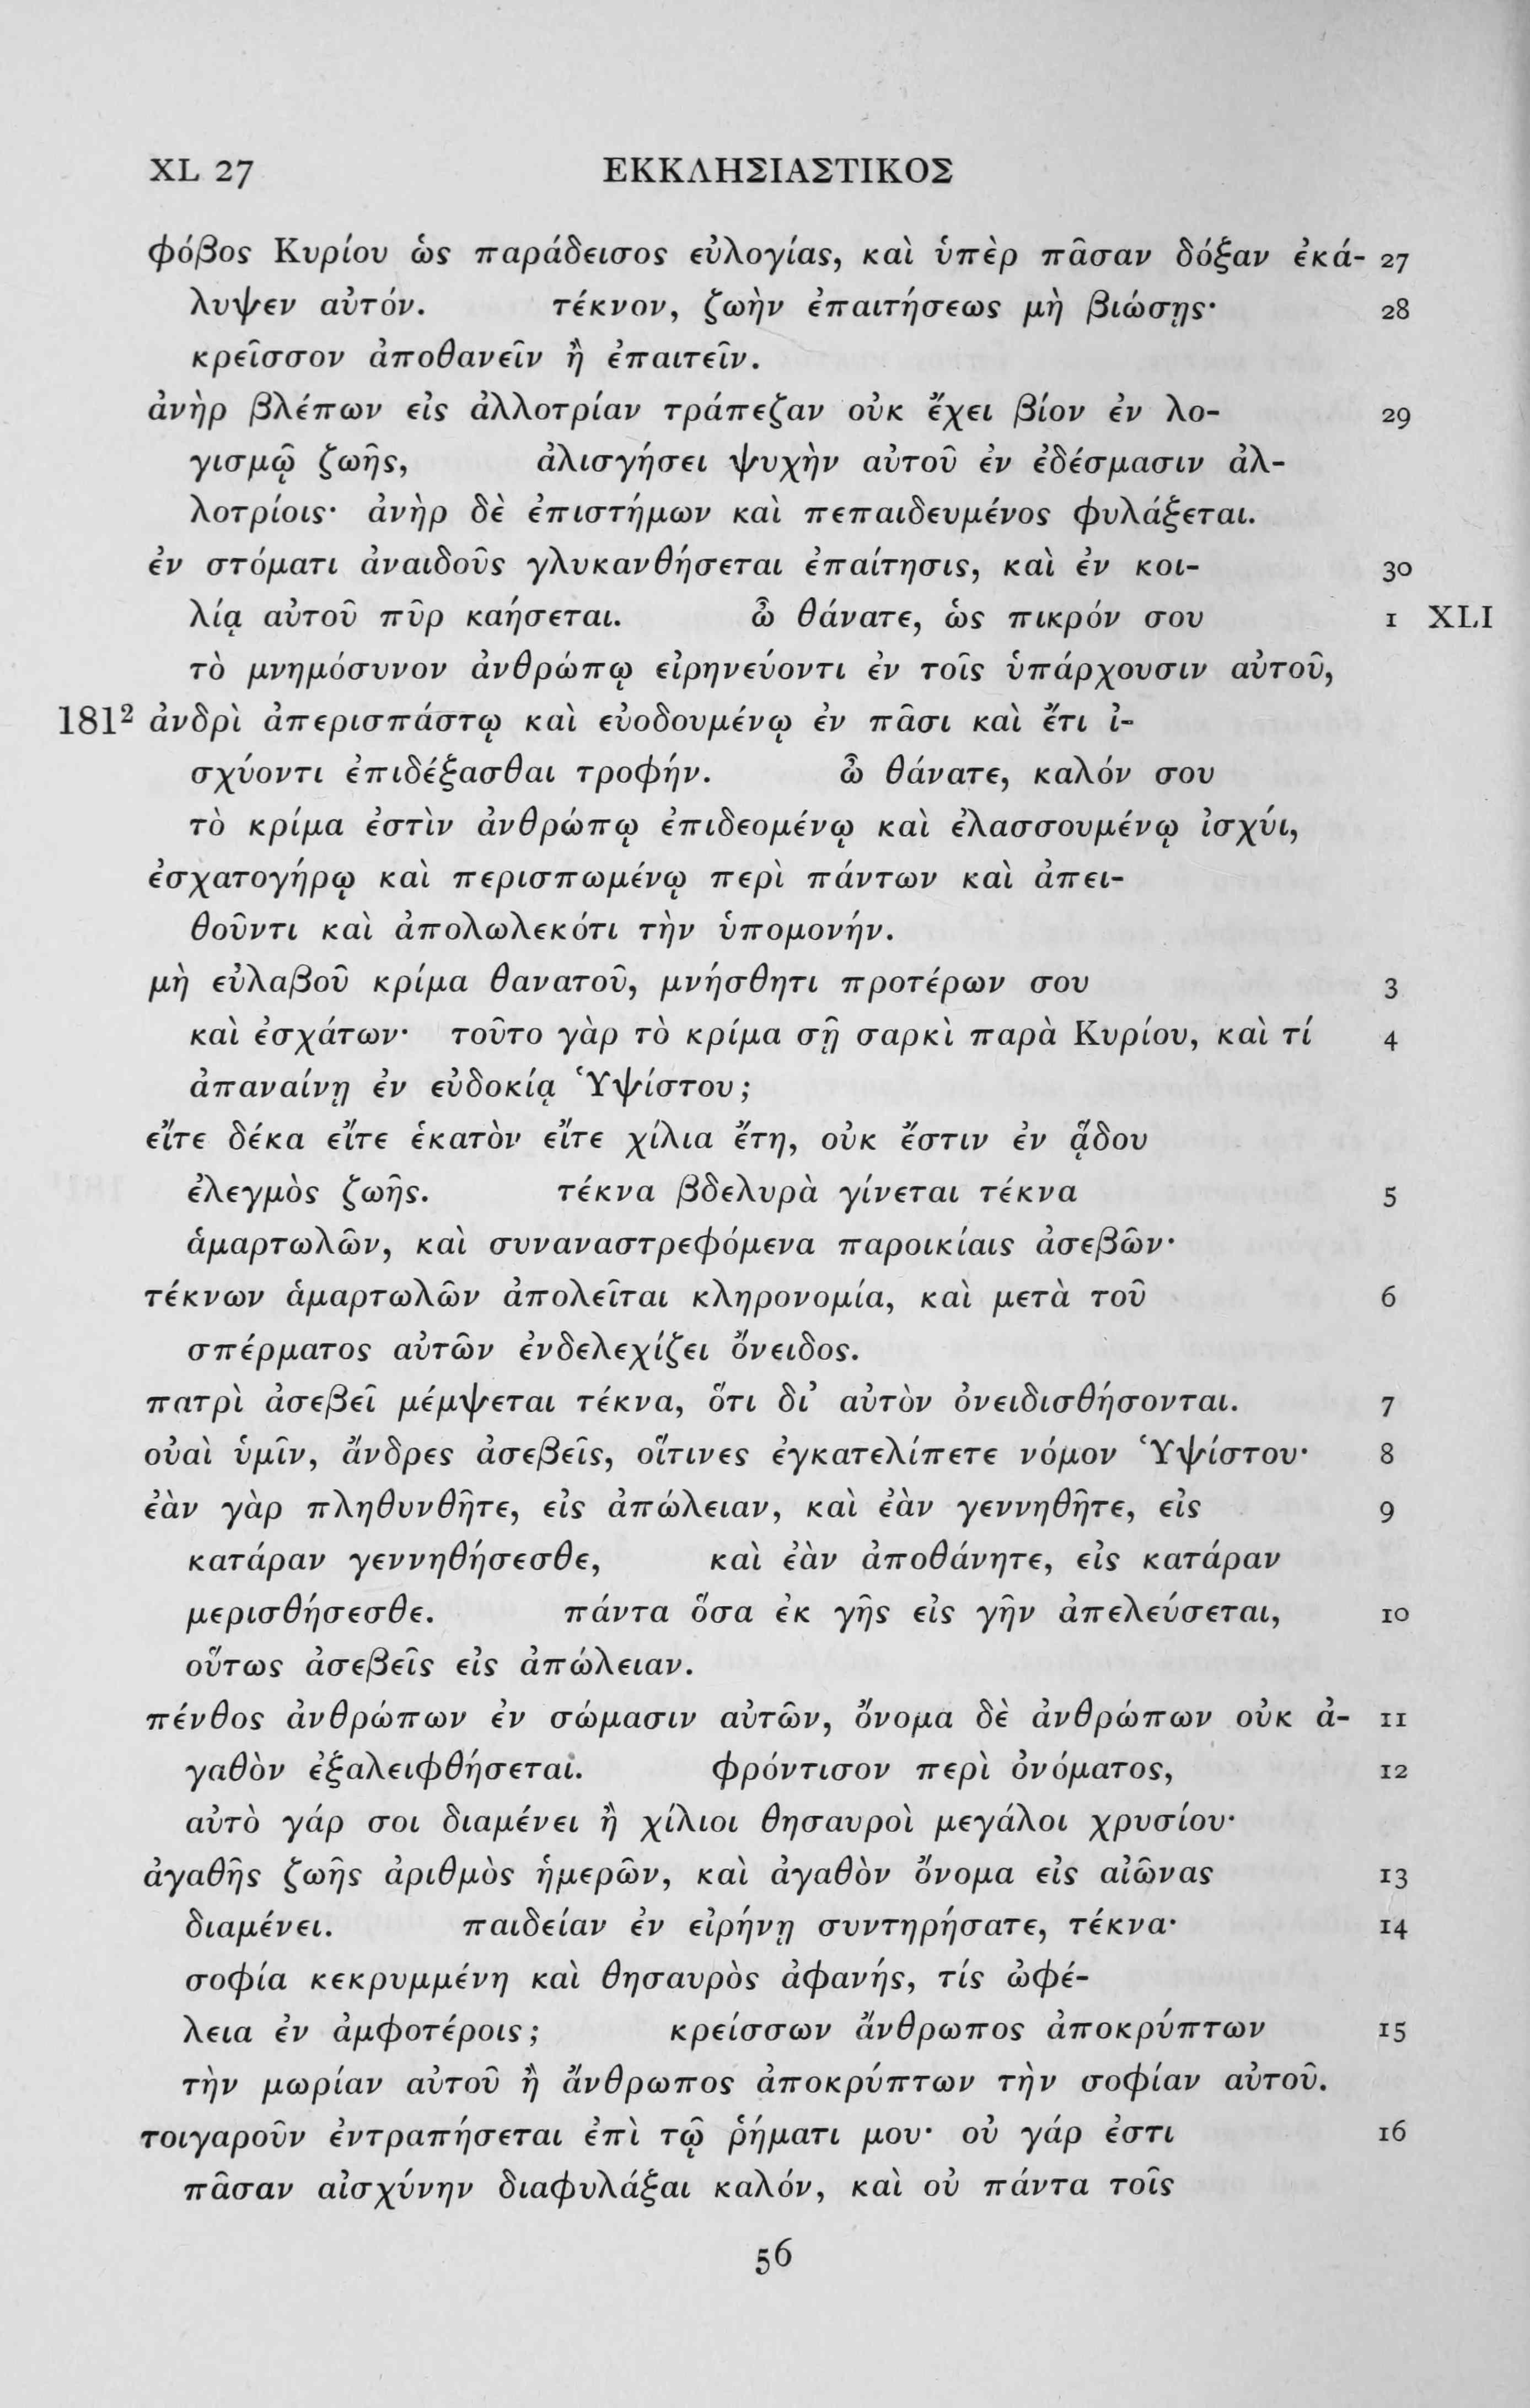 XL 27 ΕΚΚΛΗΣΙΑΣΤΙΚΟΣ
φόβος Κυρίου ὡς παράδεισος εὐλογίας, καὶ ὑπὲρ πᾶσαν δόξαν ἐκά- 27
λυψεν αὐτόν. τέκνον, ζωὴν ἐπαιτήσεως μὴ βιώσῃς· 28
κρεῖσσον ἀποθανεῖν ἢ ἐπαιτεῖν.
ἀνὴρ βλέπων εἰς ἀλλοτρίαν τράπεζαν οὐκ ἔχει βίον ἐν λο- 29
γισμῷ ζωῆς, ἀλισγήσει ψυχὴν αὐτοῦ ἐν ἐδέσμασιν ἀλ-
λοτρίοις· ἀνὴρ δὲ ἐπιστήμων καὶ πεπαιδευμένος φυλάξεται.
ἐν στόματι ἀναιδοῦς γλυκανθήσεται ἐπαίτησις, καὶ ἐν κοι- 30
λίᾳ αὐτοῦ πῦρ καήσεται. ὦ θάνατε, ὡς πικρόν σου 1 XLI
τὸ μνημόσυνον ἀνθρώπῳ εἰρηνεύοντι ἐν τοῖς ὑπάρχουσιν αὐτοῦ,
181² ἀνδρὶ ἀπερισπάστῳ καὶ εὐοδουμένῳ ἐν πᾶσι καὶ ἔτι ἰ-
σχύοντι ἐπιδέξασθαι τροφήν. ὦ θάνατε, καλόν σου
τὸ κρίμα ἐστὶν ἀνθρώπῳ ἐπιδεομένῳ καὶ ἐλασσουμένῳ ἰσχύι,
ἐσχατογήρῳ καὶ περισπωμένῳ περὶ πάντων καὶ ἀπει-
θοῦντι καὶ ἀπολωλεκότι τὴν ὑπομονήν.
μὴ εὐλαβοῦ κρίμα θανατοῦ, μνήσθητι προτέρων σου 3
καὶ ἐσχάτων· τοῦτο γὰρ τὸ κρίμα σῇ σαρκὶ παρὰ Κυρίου, καὶ τί 4
ἀπαναίνῃ ἐν εὐδοκίᾳ Ὑψίστου;
εἴτε δέκα εἴτε ἑκατὸν εἴτε χίλια ἔτη, οὐκ ἔστιν ἐν ᾅδου
ἐλεγμὸς ζωῆς. τέκνα βδελυρὰ γίνεται τέκνα 5
ἁμαρτωλῶν, καὶ συναναστρεφόμενα παροικίαις ἀσεβῶν·
τέκνων ἁμαρτωλῶν ἀπολεῖται κληρονομία, καὶ μετὰ τοῦ 6
σπέρματος αὐτῶν ἐνδελεχίζει ὄνειδος.
πατρὶ ἀσεβεῖ μέμψεται τέκνα, ὅτι δι’ αὐτὸν ὀνειδισθήσονται. 7
οὐαὶ ὑμῖν, ἄνδρες ἀσεβεῖς, οἵτινες ἐγκατελίπετε νόμον Ὑψίστου· 8
ἐὰν γὰρ πληθυνθῆτε, εἰς ἀπώλειαν, καὶ ἐὰν γεννηθῆτε, εἰς 9
κατάραν γεννηθήσεσθε, καὶ ἐὰν ἀποθάνητε, εἰς κατάραν
μερισθήσεσθε. πάντα ὅσα ἐκ γῆς εἰς γῆν ἀπελεύσεται, 10
οὕτως ἀσεβεῖς εἰς ἀπώλειαν.
πένθος ἀνθρώπων ἐν σώμασιν αὐτῶν, ὄνομα δὲ ἀνθρώπων οὐκ ἀ- 11
γαθὸν ἐξαλειφθήσεται. φρόντισον περὶ ὀνόματος, 12
αὐτὸ γάρ σοι διαμένει ἢ χίλιοι θησαυροὶ μεγάλοι χρυσίου·
ἀγαθῆς ζωῆς ἀριθμὸς ἡμερῶν, καὶ ἀγαθὸν ὄνομα εἰς αἰῶνας 13
διαμένει. παιδείαν ἐν εἰρήνῃ συντηρήσατε, τέκνα· 14
σοφία κεκρυμμένη καὶ θησαυρὸς ἀφανής, τίς ὠφέ-
λεια ἐν ἀμφοτέροις; κρείσσων ἄνθρωπος ἀποκρύπτων 15
τὴν μωρίαν αὐτοῦ ἢ ἄνθρωπος ἀποκρύπτων τὴν σοφίαν αὐτοῦ.
τοιγαροῦν ἐντραπήσεται ἐπὶ τῷ ῥήματι μου· οὐ γάρ ἐστι 16
πᾶσαν αἰσχύνην διαφυλάξαι καλόν, καὶ οὐ πάντα τοῖς
56